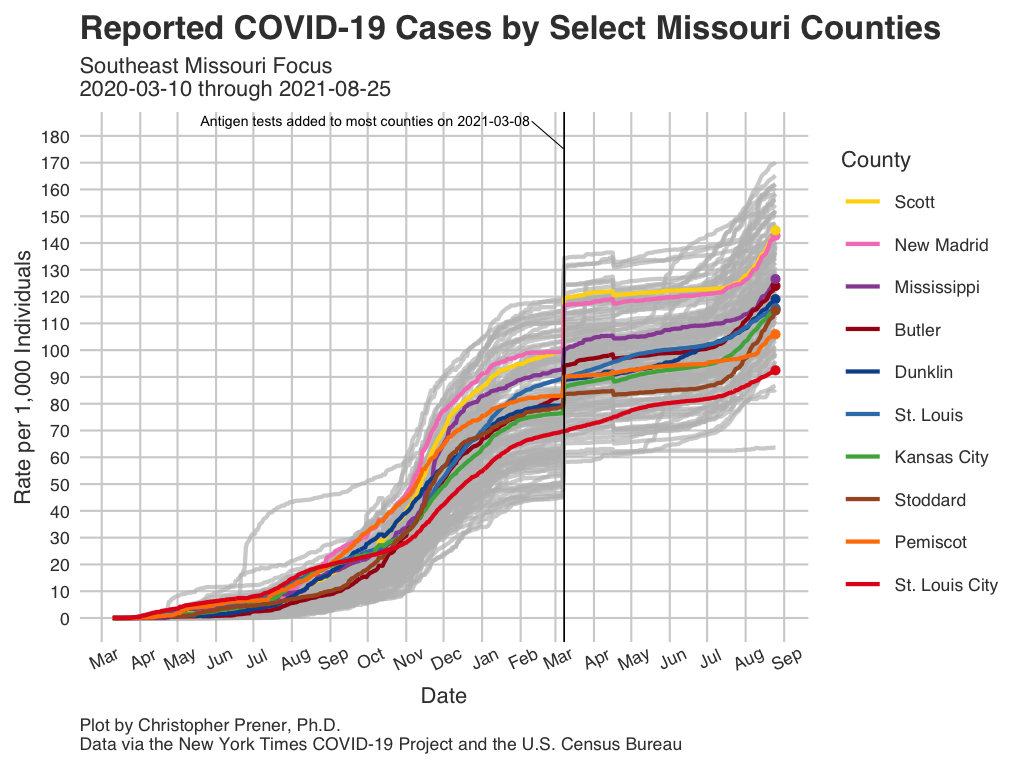 Reported COVID-19 Cases by Select Missouri Counties
Southeast Missouri Focus
2020-03-10 through 2021-08-25
Antigen tests added to most counties on 2021-03-08
180
170
160
150
140
130
120
110
100
90
80
70
60
50
40
30
20
10
0
Rate per 1,000 Individuals
Mar Apr May Jun Jul Aug Sep Oct Nov Dec Jan Feb Mar Apr May Jun Jul Aug Sep
Date
County
Scott
New Madrid
Mississippi
Butler
Dunklin
St. Louis
Kansas City
Stoddard
Pemiscot
St. Louis City
Plot by Christopher Prener, Ph.D.
Data via the New York Times COVID-19 Project and the U.S. Census Bureau